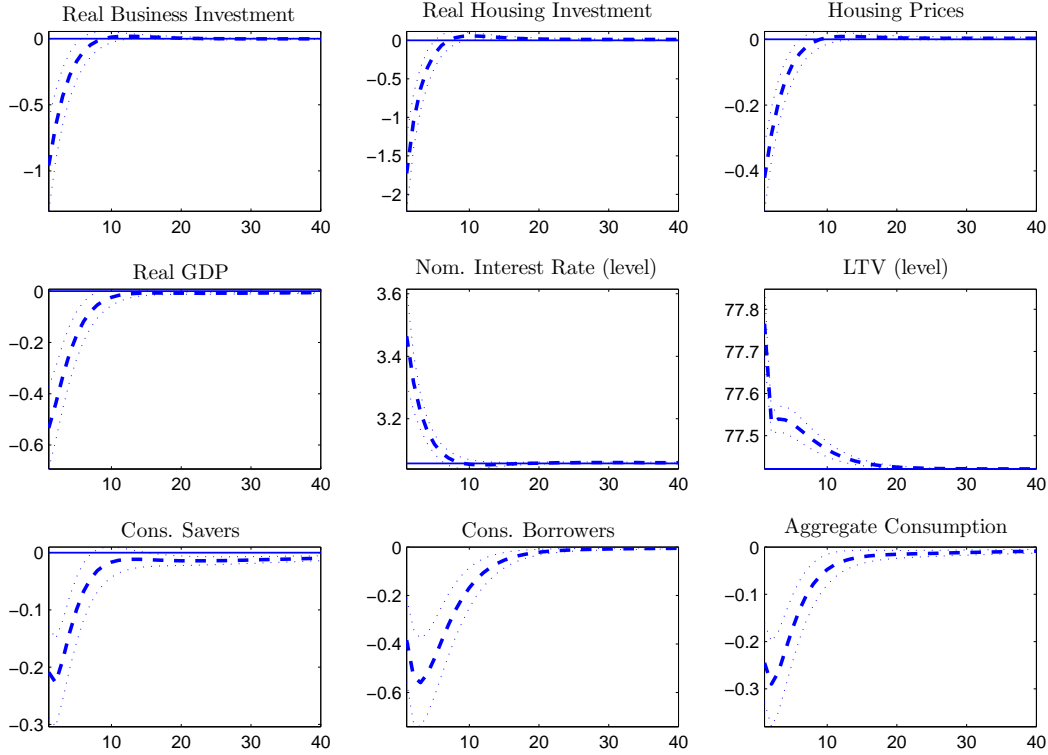 Real Business Investment
Real Housing Investment
Housing Prices
0
−0.5
−1
10 20 30 40
0
−0.5
−1
−1.5
−2
10 20 30 40
0
−0.2
−0.4
10 20 30 40
Real GDP
Nom. Interest Rate (level)
LTV (level)
0
−0.2
−0.4
−0.6
10 20 30 40
3.6
3.4
3.2
10 20 30 40
77.8
77.7
77.6
77.5
10 20 30 40
Cons. Savers
Cons. Borrowers
Aggregate Consumption
0
−0.1
−0.2
−0.3
10 20 30 40
0
−0.2
−0.4
−0.6
10 20 30 40
0
−0.1
−0.2
−0.3
10 20 30 40